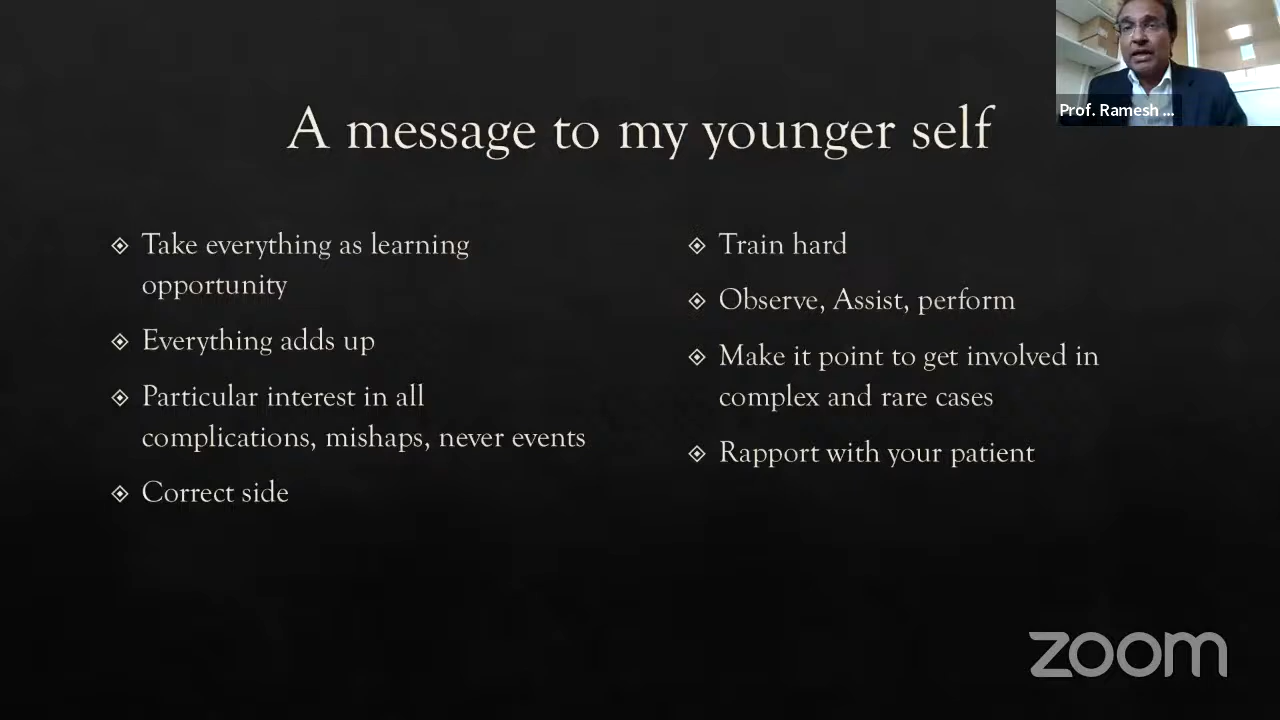 Prof. Ramesh ...
A message to my younger self
Take everything as learning
opportunity
Everything adds up
Particular interest in all
complications, mishaps, never events
Correct side
Train hard
Observe, Assist, perform
Make it point to get involved in
complex and rare cases
Rapport with your patient
zoom